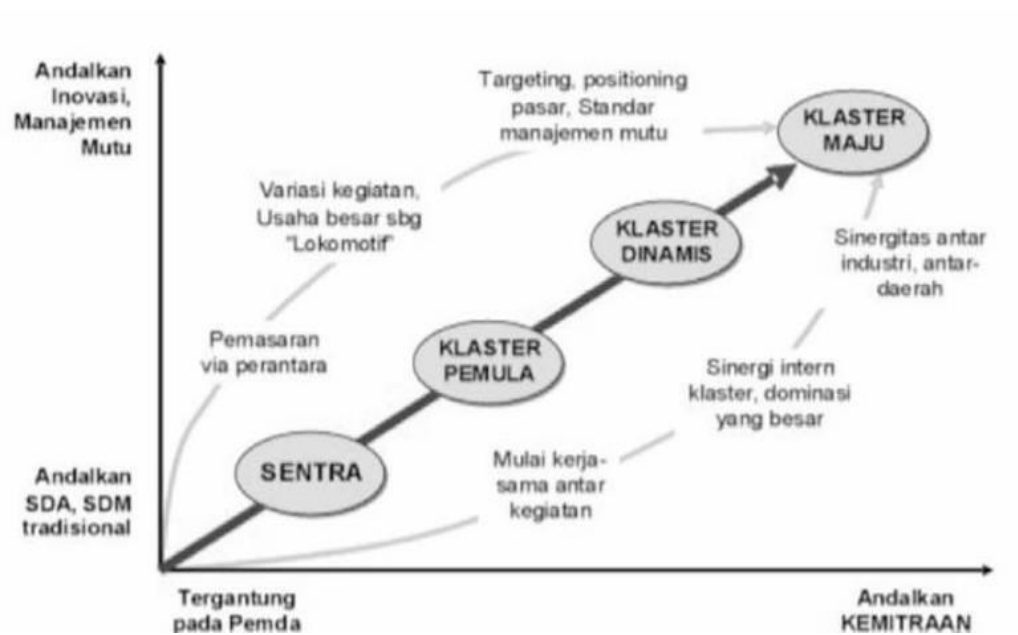 Andalkan
Inovasi,
Manajemen
Mutu
Targeting, positioning
pasar, Standar
manajemen mutu
KLASTER
MAJU
Variasi kegiatan,
Usaha besar sbg
"Lokomotif"
KLASTER
DINAMIS
Sinergitas antar
industri, antar-
daerah
Pemasaran
via perantara
KLASTER
PEMULA
Sinergi intern
klaster, dominasi
yang besar
SENTRA
Mulai kerja-
sama antar
kegiatan
Andalkan
SDA, SDM
tradisional
Tergantung
pada Pemda
Andalkan
KEMITRAAN